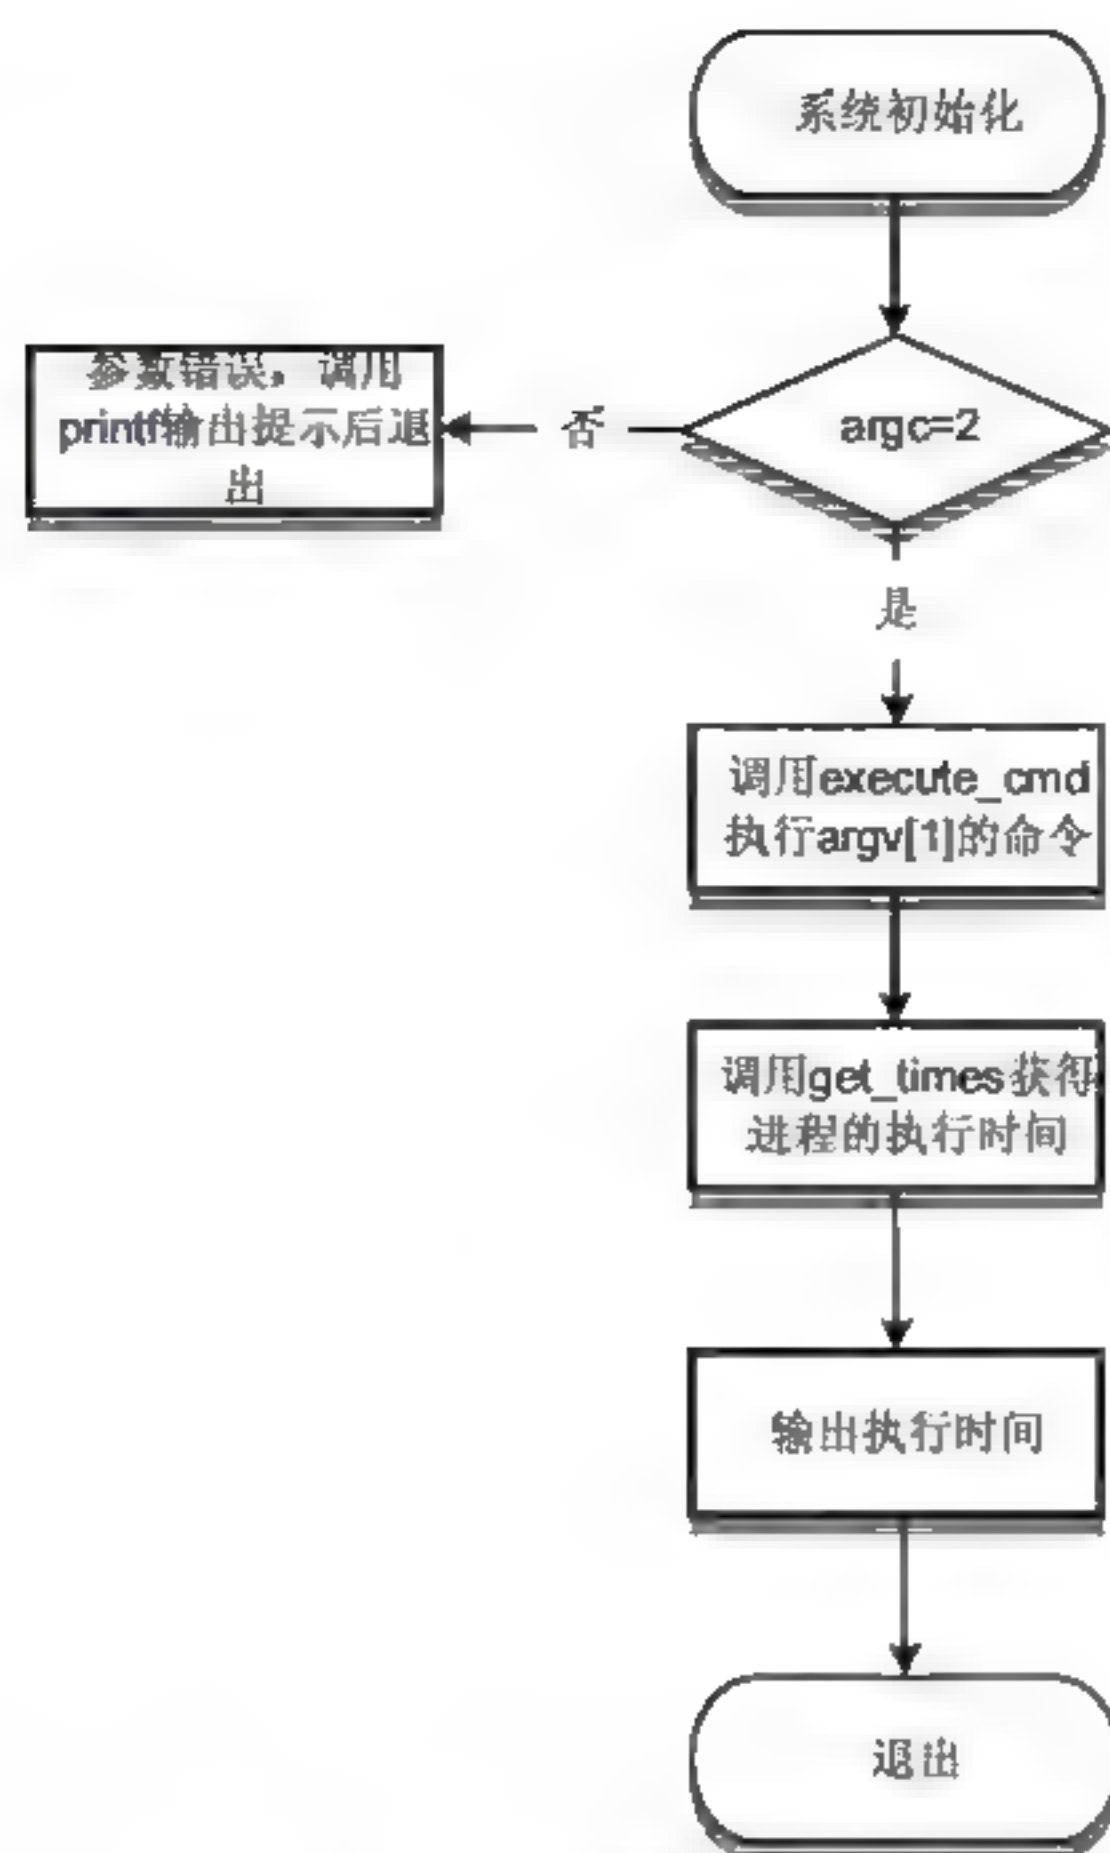 系统初始化
argc=2
否
参数错误，调用
printf输出提示后退
出
是
调用execute_cmd
执行argv[1]的命令
调用get_times获得
进程的执行时间
输出执行时间
退出